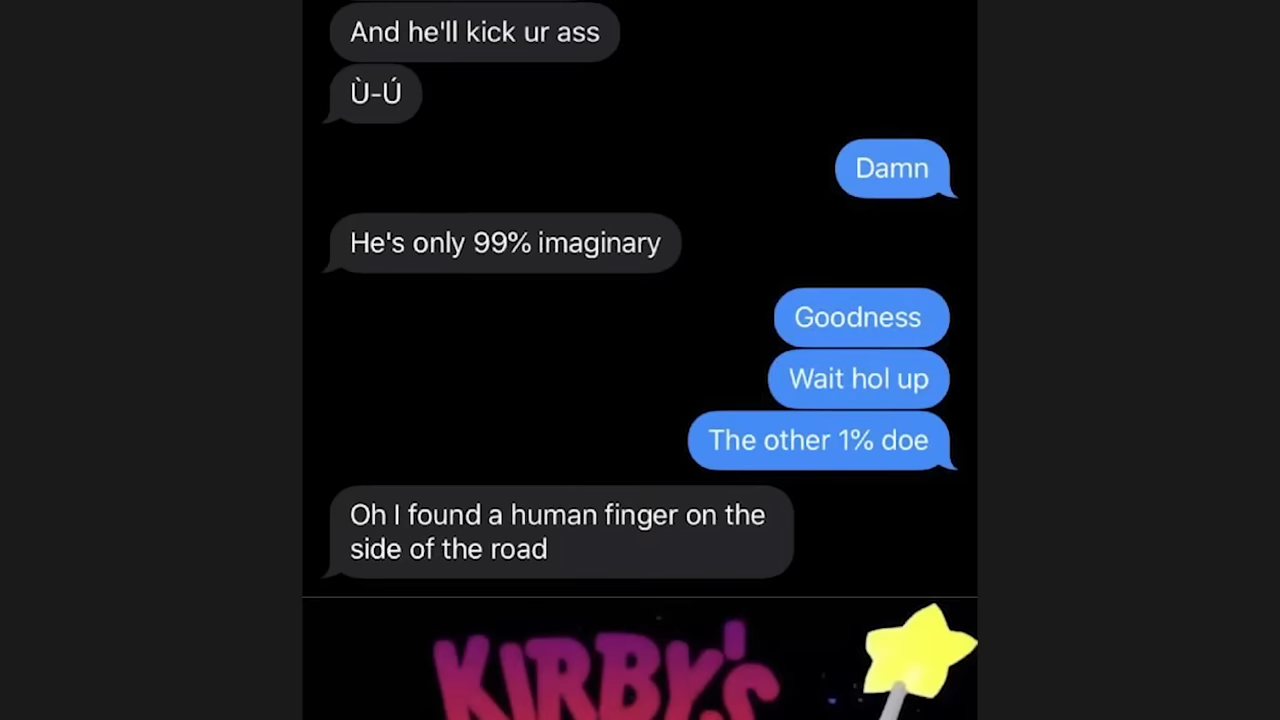 And he'll kick ur ass
Ù-Ú
Damn
He's only 99% imaginary
Goodness
Wait hol up
The other 1% doe
Oh I found a human finger on the
side of the road
KIRBY'S